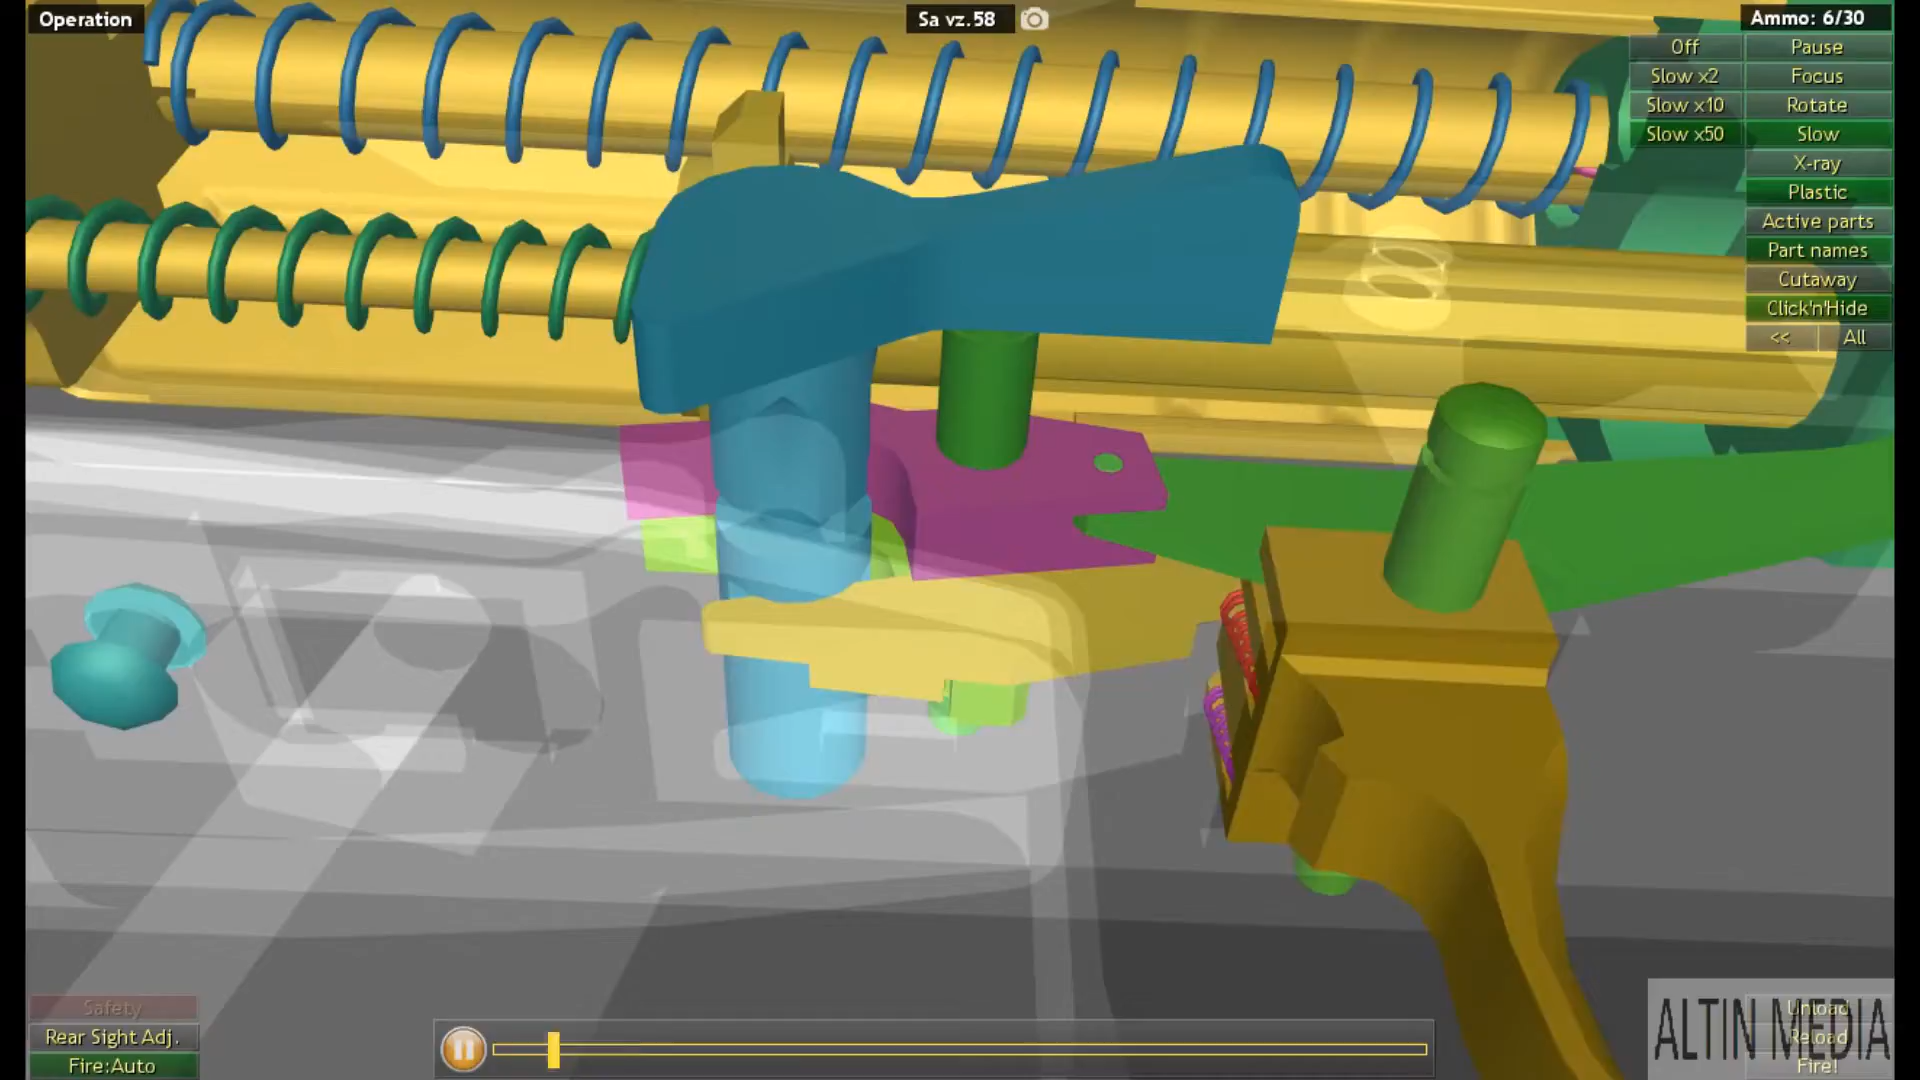 Operation
Sa vz.58
Ammo: 6/30
Off
Pause
Slow x2
Focus
Slow x10
Rotate
Slow x50
Slow
X-ray
Plastic
Active parts
Part names
Cutaway
Click'n'Hide
<<
All
Safety
Rear Sight Adj.
Fire:Auto
Unload
Reload
Fire!
ALTIN MEDIA